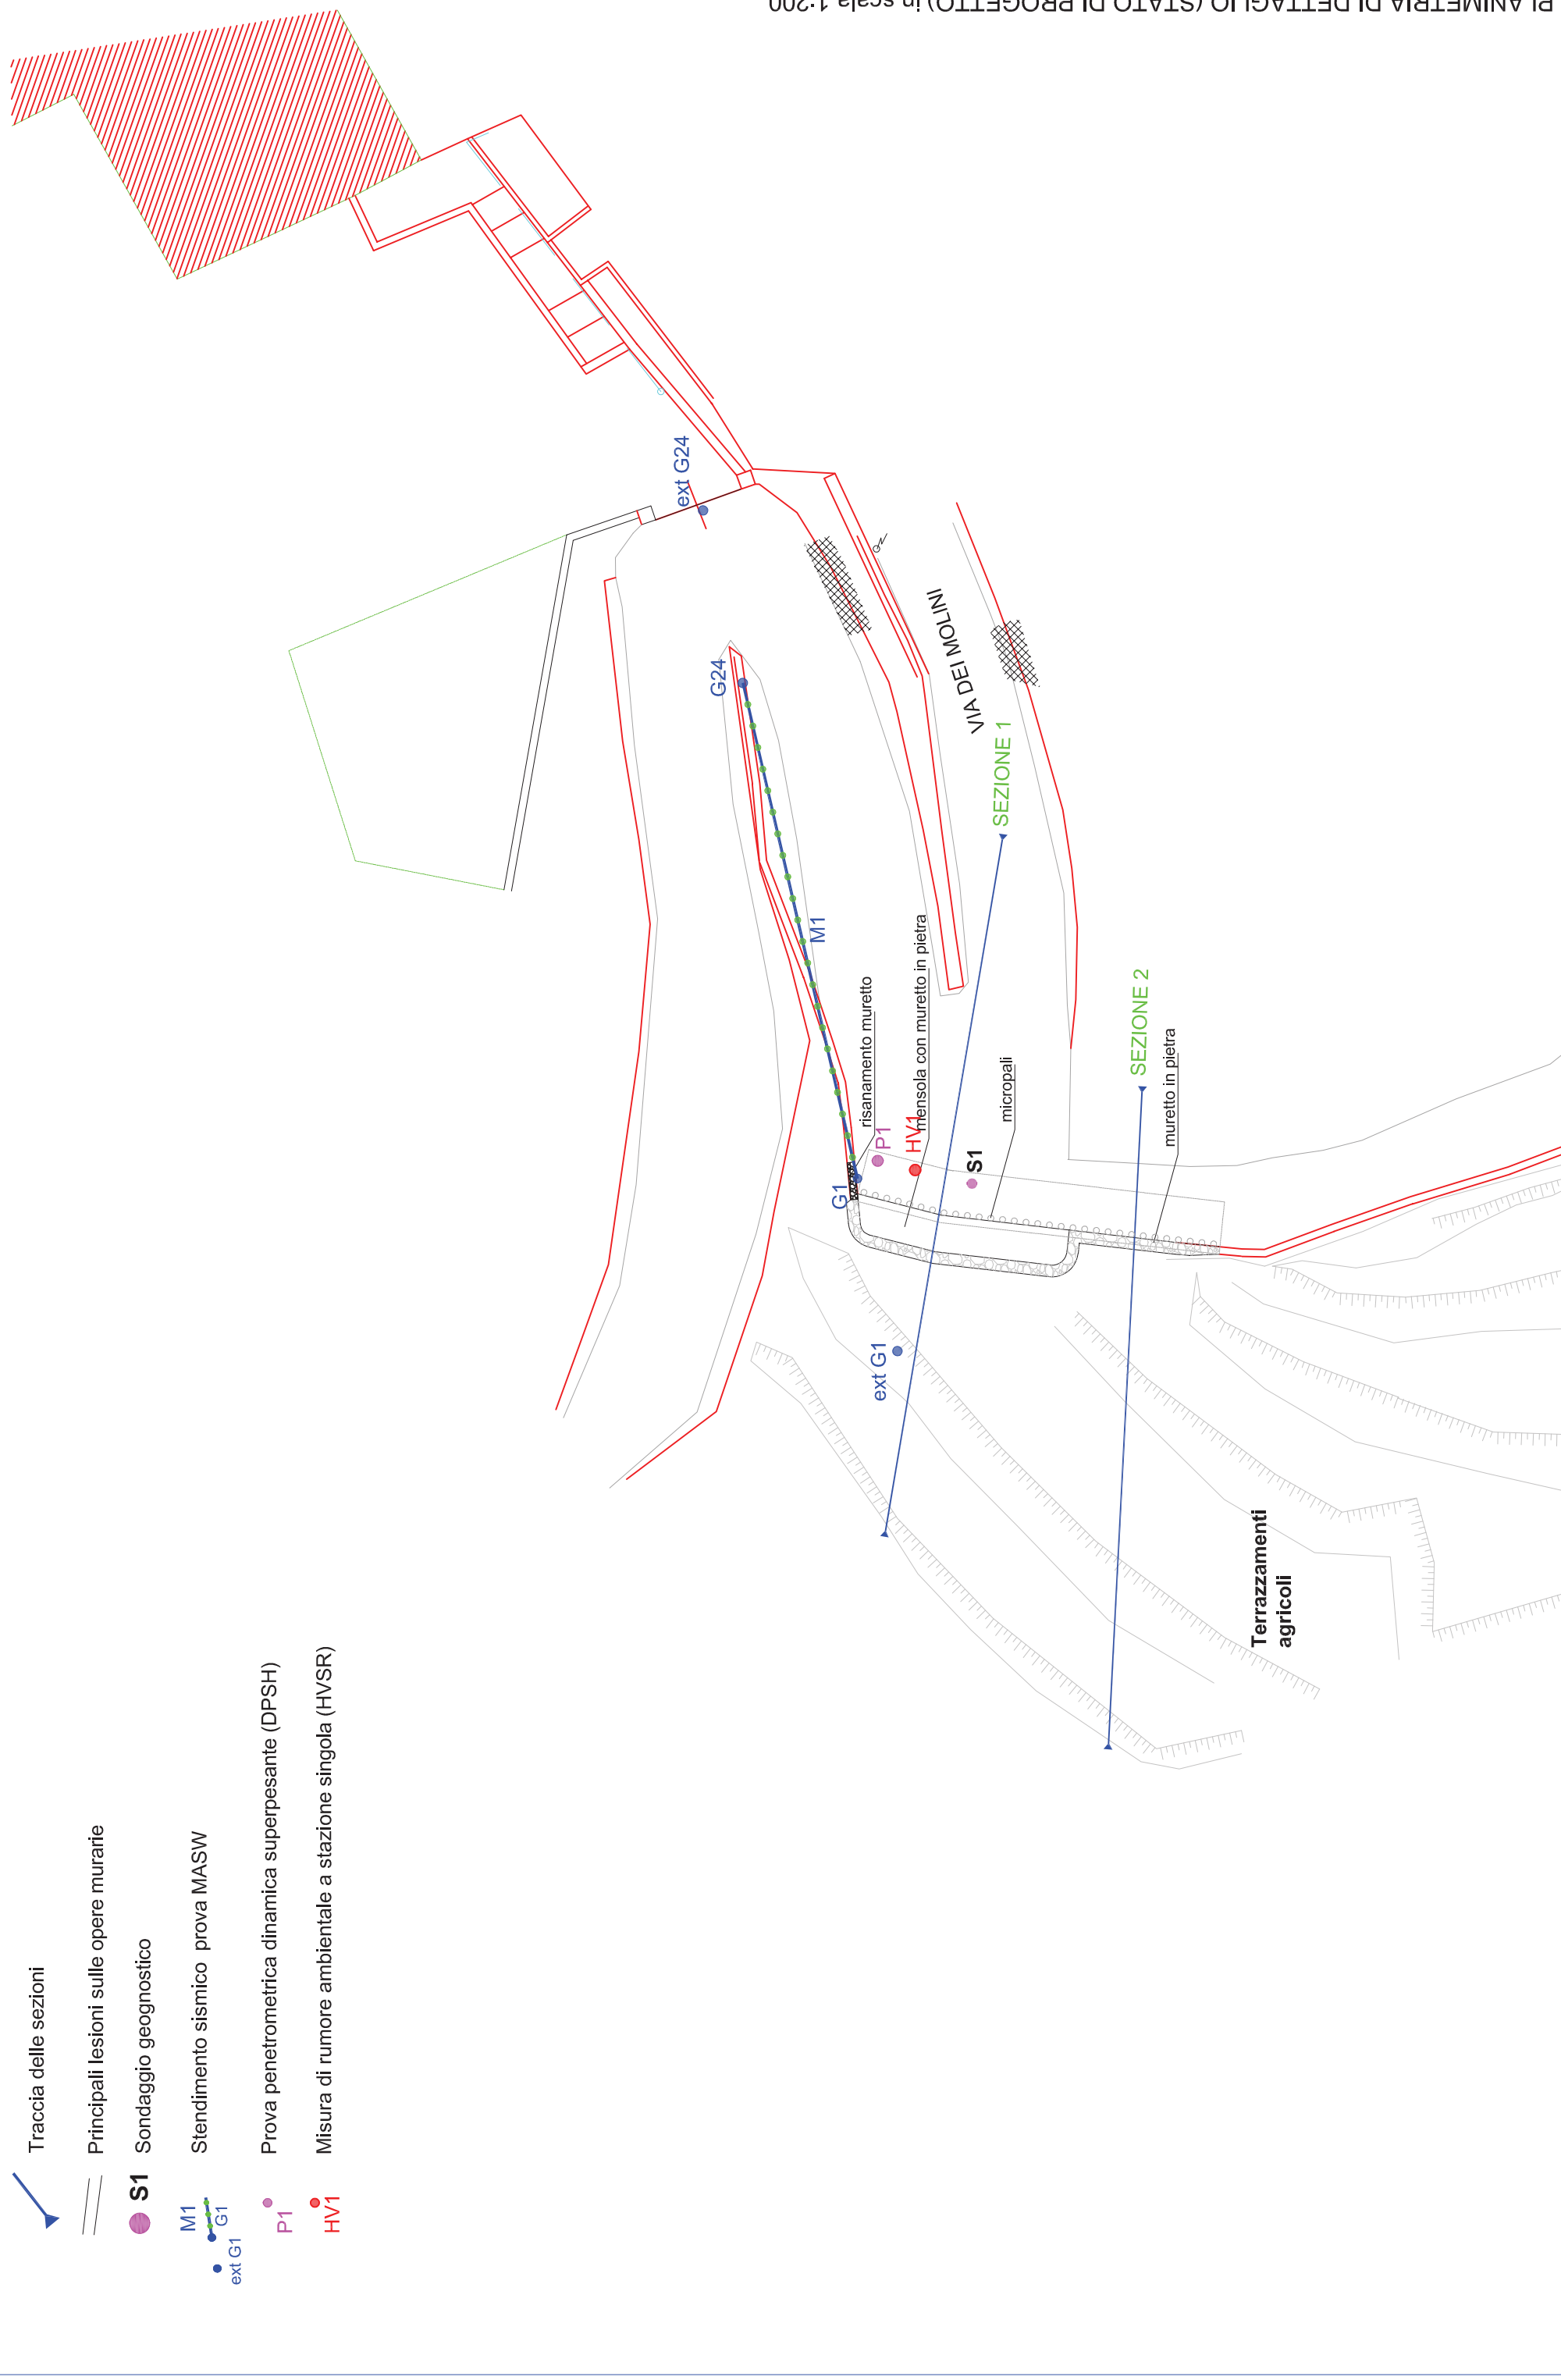 PLANIMETRIA DI DETTAGLIO (STATO DI PROGETTO) in scala 1:200
Traccia delle sezioni
Principali lesioni sulle opere murarie
S1 Sondaggio geognostico
M1
G1
ext G1
Stendimento sismico prova MASW
P1
Prova penetrometrica dinamica superpesante (DPSH)
HV1
Misura di rumore ambientale a stazione singola (HVSR)
ext G24
G24
M1
G1
ext G1
VIA DEI MOLINI
SEZIONE 1
SEZIONE 2
risanamento muretto
mensola con muretto in pietra
micropali
muretto in pietra
P1
HV1
S1
Terrazzamenti
agricoli